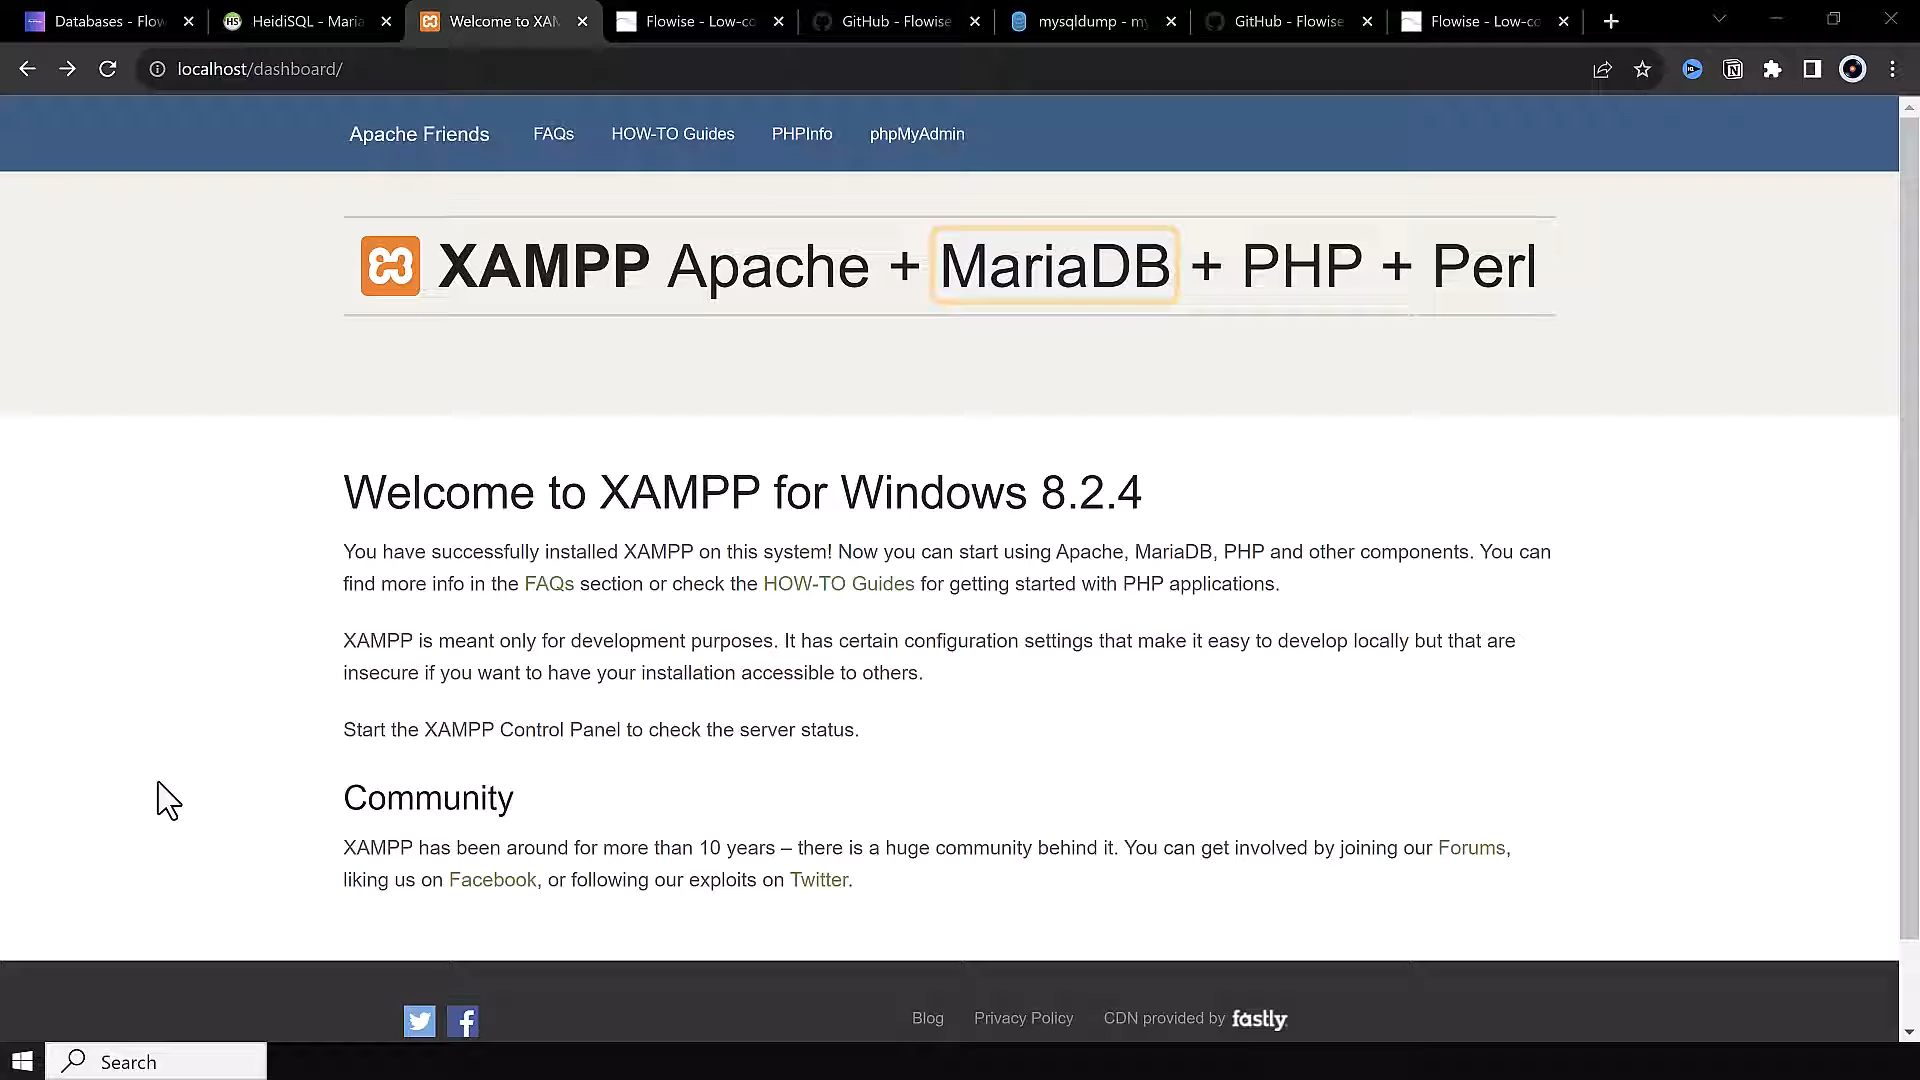 Databases - Flow
HeidiSQL - Maria
Welcome to XAM
Flowise - Low-co
GitHub - Flowise
mysqldump - my
GitHub - Flowise
Flowise - Low-co
localhost/dashboard/
Apache Friends FAQs HOW-TO Guides PHPInfo phpMyAdmin
XAMPP Apache + MariaDB + PHP + Perl
Welcome to XAMPP for Windows 8.2.4
You have successfully installed XAMPP on this system! Now you can start using Apache, MariaDB, PHP and other components. You can
find more info in the FAQs section or check the HOW-TO Guides for getting started with PHP applications.
XAMPP is meant only for development purposes. It has certain configuration settings that make it easy to develop locally but that are
insecure if you want to have your installation accessible to others.
Start the XAMPP Control Panel to check the server status.
Community
XAMPP has been around for more than 10 years – there is a huge community behind it. You can get involved by joining our Forums,
liking us on Facebook, or following our exploits on Twitter.
Blog Privacy Policy CDN provided by fastly
Search